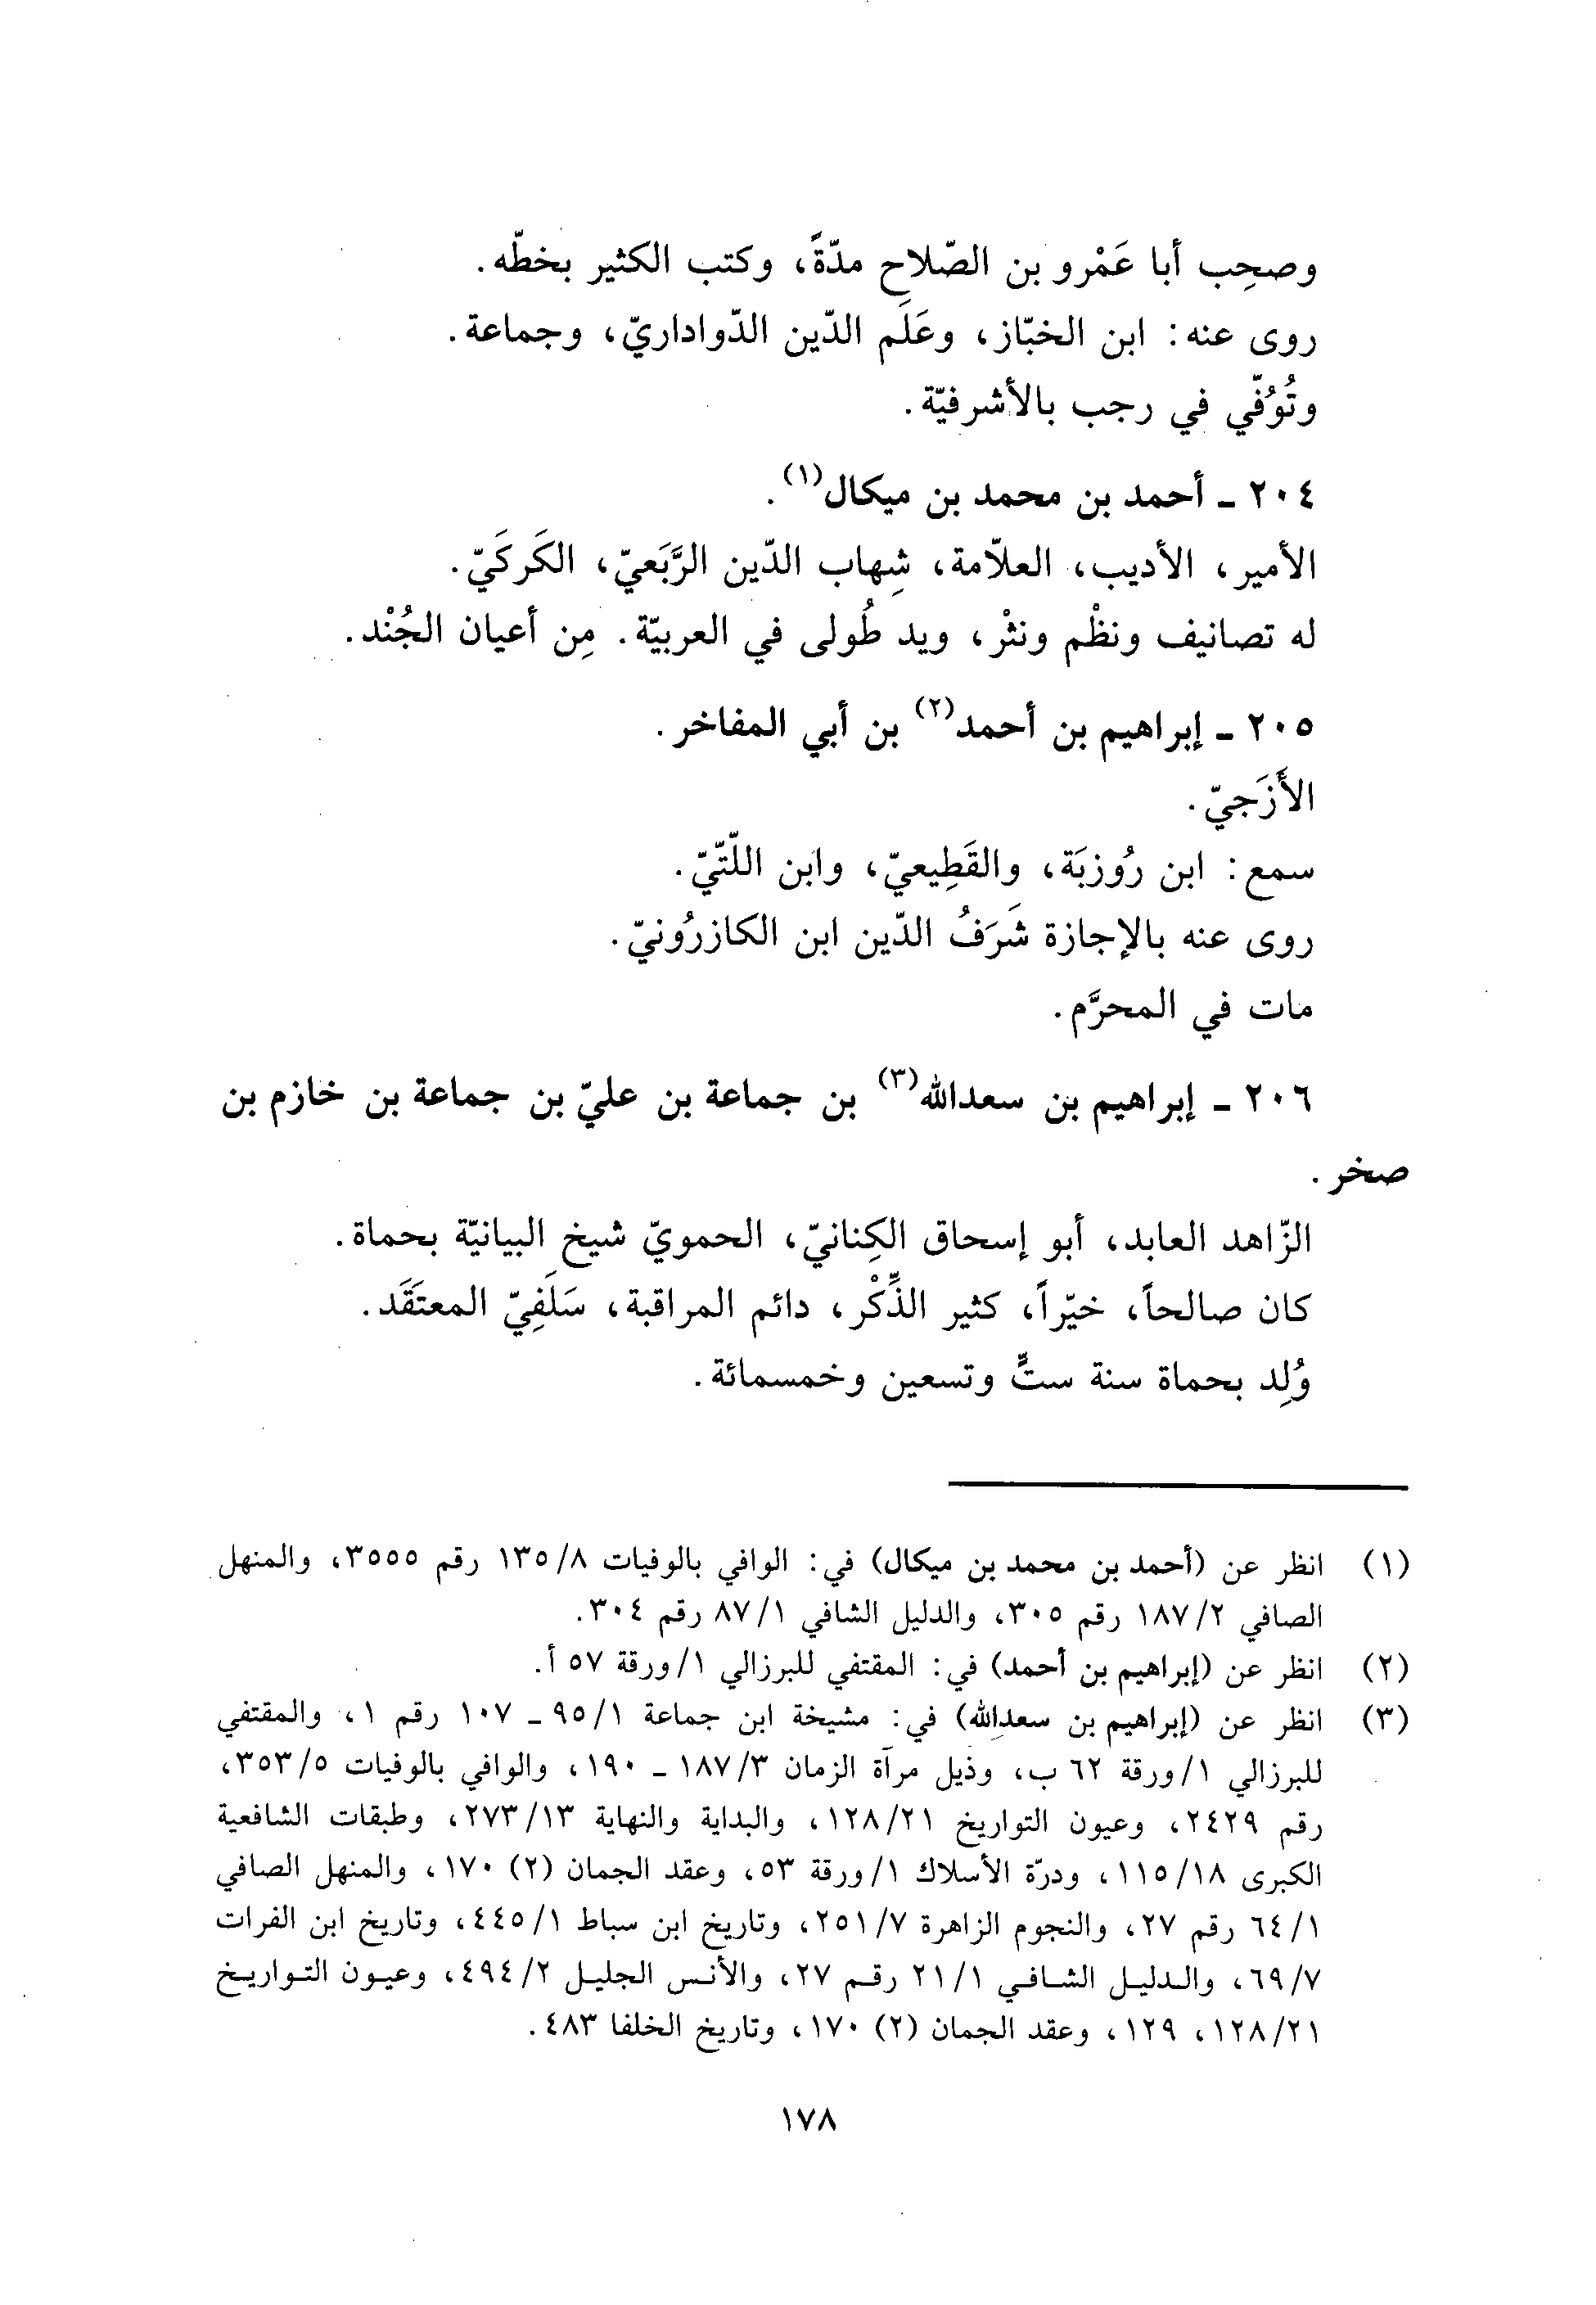 وصحِب أبا عَمْرو بن الصّلاح مدّةً، وكتب الكثير بخطّه.
روى عنه: ابن الخبّاز، وعَلَم الدّين الدّواداريّ، وجماعة.
وتُوُفّي في رجب بالأشرفيّة.
٢٠٤ ـ أحمد بن محمد بن ميكال(١).
الأمير، الأديب، العلاّمة، شِهاب الدّين الرَّبَعيّ، الكَركَيّ.
له تصانيف ونظْم ونثْر، ويد طُولى في العربيّة. مِن أعيان الجُنْد.
٢٠٥ ـ إبراهيم بن أحمد(٢) بن أبي المفاخر.
الأَزَجيّ.
سمع: ابن رُوزبَة، والقَطِيعيّ، وابن اللّتّيّ.
روى عنه بالإجازة شَرَفُ الدّين ابن الكازرُونيّ.
مات في المحرَّم.
٢٠٦ ـ إبراهيم بن سعدالله(٣) بن جماعة بن عليّ بن جماعة بن خازم بن
صخر.
الزّاهد العابد، أبو إسحاق الكِنانيّ، الحمويّ شيخ البيانيّة بحماة.
كان صالحاً، خيّراً، كثير الذِّكْر، دائم المراقبة، سَلَفِيّ المعتَقَد.
وُلِد بحماة سنة ستٍّ وتسعين وخمسمائة.
(١) انظر عن (أحمد بن محمد بن ميكال) في: الوافي بالوفيات ١٣٥/٨ رقم ٣٥٥٥، والمنهل
الصافي ١٨٧/٢ رقم ٣٠٥، والدليل الشافي ٨٧/١ رقم ٣٠٤.
(٢) انظر عن (إبراهيم بن أحمد) في: المقتفي للبرزالي ١/ورقة ٥٧ أ.
(٣) انظر عن (إبراهيم بن سعدالله) في: مشيخة ابن جماعة ٩٥/١ ـ ١٠٧ رقم ١، والمقتفي
للبرزالي ١/ورقة ٦٢ ب، وذيل مرآة الزمان ١٨٧/٣ ـ ١٩٠، والوافي بالوفيات ٣٥٣/٥،
رقم ٢٤٢٩، وعيون التواريخ ١٢٨/٢١، والبداية والنهاية ٢٧٣/١٣، وطبقات الشافعية
الكبرى ١١٥/١٨، ودرّة الأسلاك ١/ورقة ٥٣، وعقد الجمان (٢) ١٧٠، والمنهل الصافي
٦٤/١ رقم ٢٧، والنجوم الزاهرة ٢٥١/٧، وتاريخ ابن سباط ٤٤٥/١، وتاريخ ابن الفرات
٦٩/٧، والدليل الشافي ٢١/١ رقم ٢٧، والأنس الجليل ٤٩٤/٢، وعيون التواريخ
١٢٨/٢١، ١٢٩، وعقد الجمان (٢) ١٧٠، وتاريخ الخلفا ٤٨٣.
١٧٨